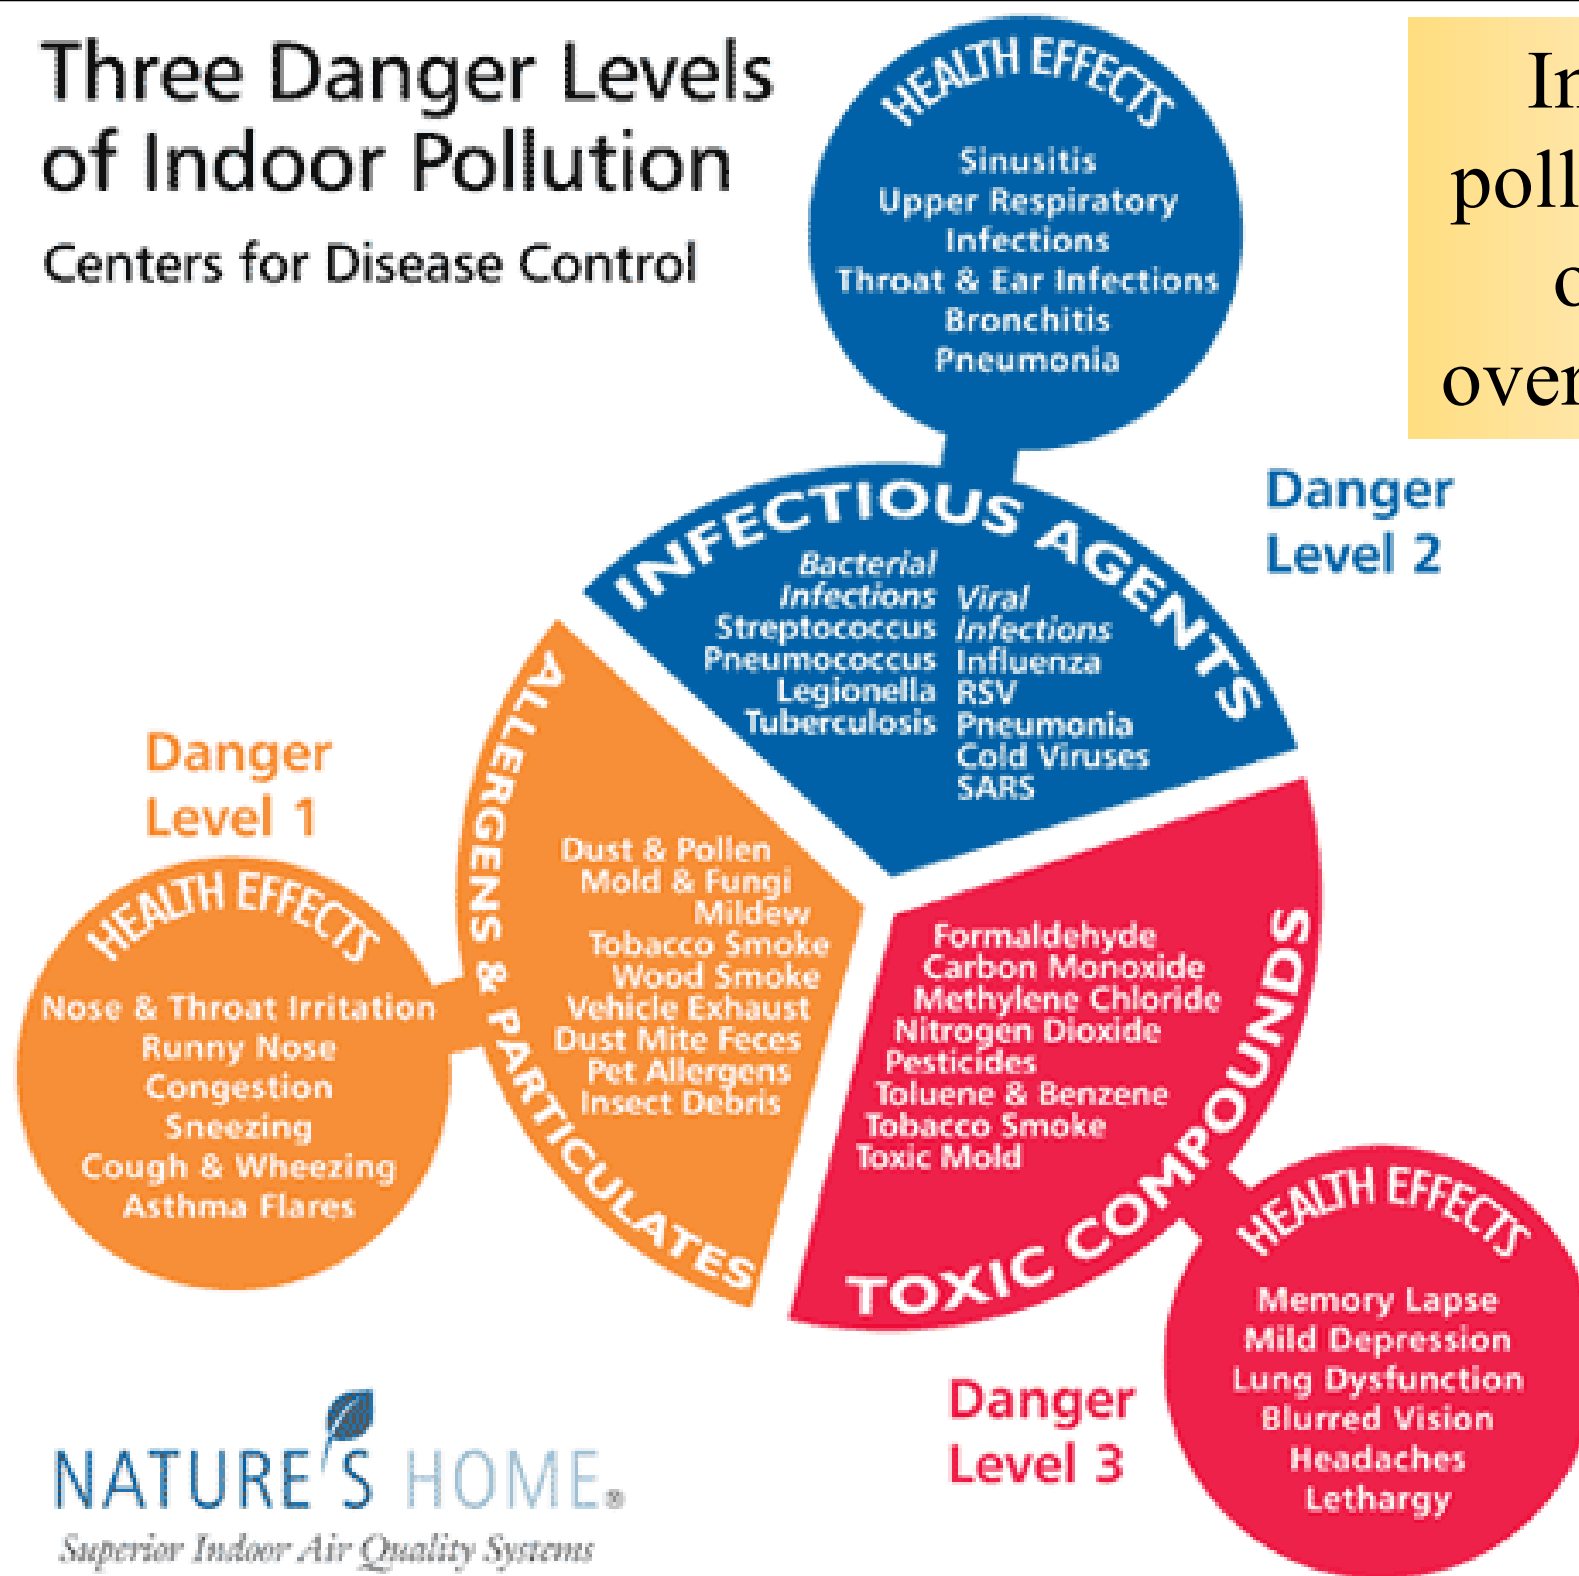 Three Danger Levels
of Indoor Pollution
Centers for Disease Control
HEALTH EFFECTS
Sinusitis
Upper Respiratory
Infections
Throat & Ear Infections
Bronchitis
Pneumonia
Danger
Level 2
INFECTIOUS AGENTS
Bacterial
Infections
Streptococcus
Pneumococcus
Legionella
Tuberculosis
Viral
Infections
Influenza
RSV
Pneumonia
Cold Viruses
SARS
Danger
Level 1
HEALTH EFFECTS
Nose & Throat Irritation
Runny Nose
Congestion
Sneezing
Cough & Wheezing
Asthma Flares
ALLERGENS & PARTICULATES
Dust & Pollen
Mold & Fungi
Mildew
Tobacco Smoke
Wood Smoke
Vehicle Exhaust
Dust Mite Feces
Pet Allergens
Insect Debris
Formaldehyde
Carbon Monoxide
Methylene Chloride
Nitrogen Dioxide
Pesticides
Toluene & Benzene
Tobacco Smoke
Toxic Mold
TOXIC COMPOUNDS
Danger
Level 3
HEALTH EFFECTS
Memory Lapse
Mild Depression
Lung Dysfunction
Blurred Vision
Headaches
Lethargy
NATURE'S HOME®
Superior Indoor Air Quality Systems